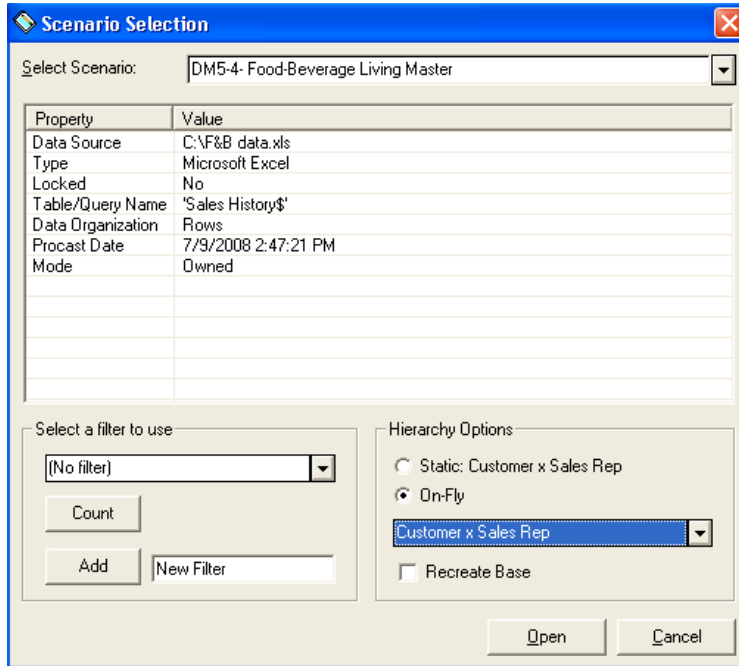 Scenario Selection
Select Scenario: DM5-4- Food-Beverage Living Master
Property Value
Data Source C:\F&B data.xls
Type Microsoft Excel
Locked No
Table/Query Name 'Sales History$'
Data Organization Rows
Procast Date 7/9/2008 2:47:21 PM
Mode Owned
Select a filter to use
(No filter)
Count
Add New Filter
Hierarchy Options
Static: Customer x Sales Rep
On-Fly
Customer x Sales Rep
Recreate Base
Open Cancel